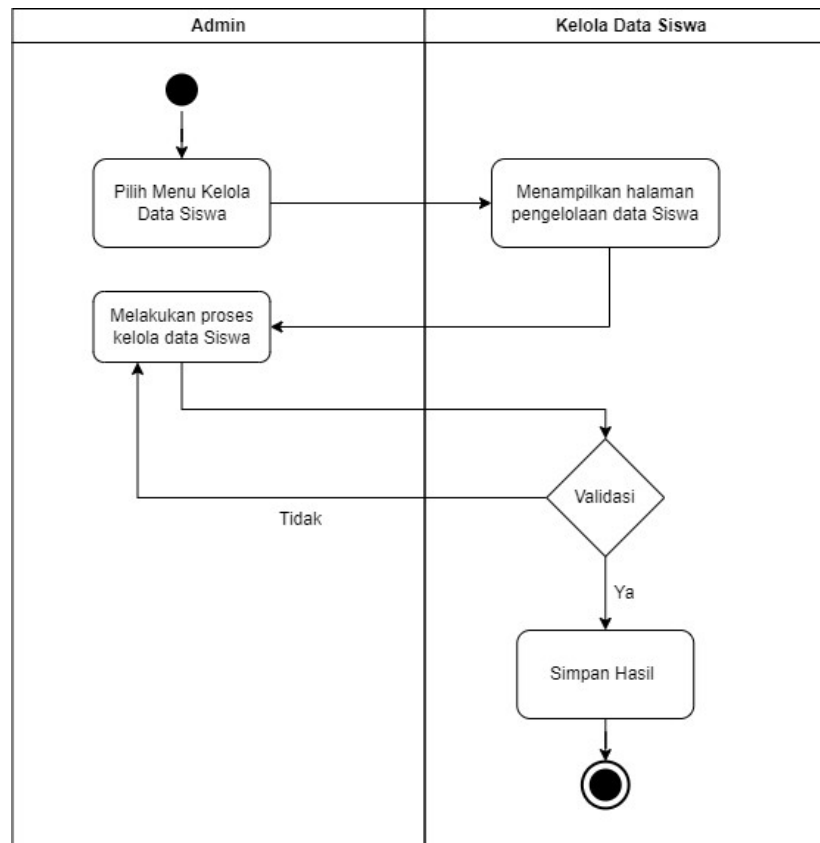 Admin
Kelola Data Siswa
Pilih Menu Kelola
Data Siswa
Menampilkan halaman
pengelolaan data Siswa
Melakukan proses
kelola data Siswa
Validasi
Tidak
Ya
Simpan Hasil